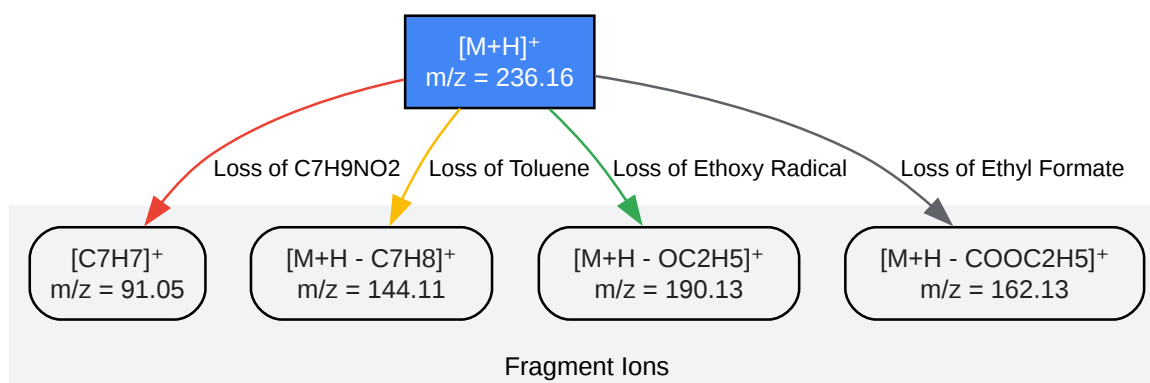 [M+H]⁺
m/z = 236.16
Loss of C7H9NO2
Loss of Toluene
Loss of Ethoxy Radical
Loss of Ethyl Formate
[C7H7]⁺
m/z = 91.05
[M+H - C7H8]⁺
m/z = 144.11
[M+H - OC2H5]⁺
m/z = 190.13
[M+H - COOC2H5]⁺
m/z = 162.13
Fragment Ions